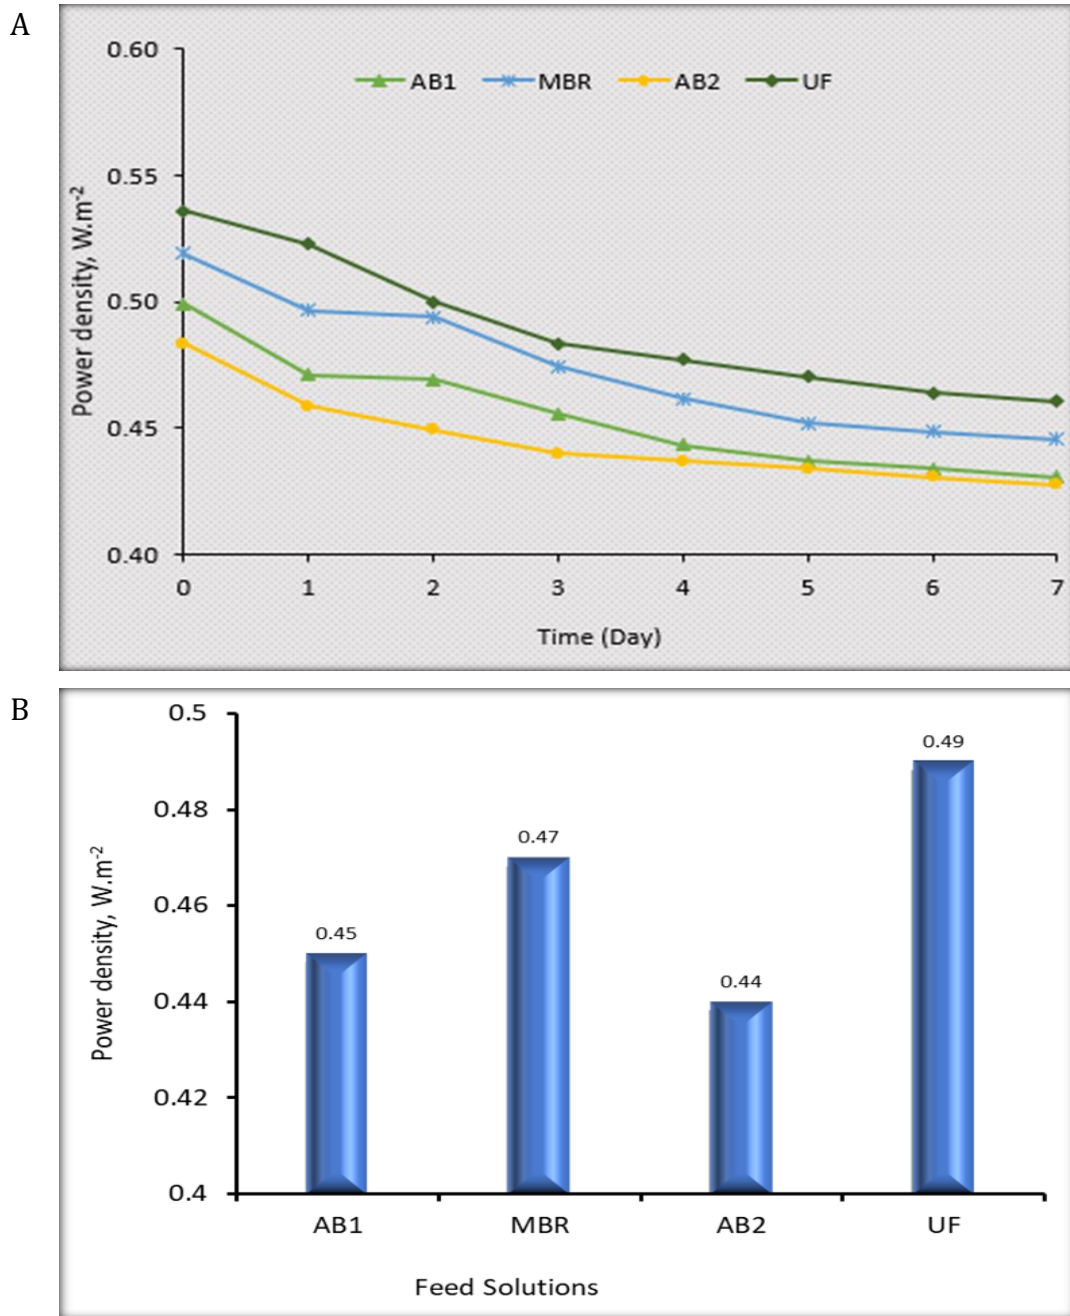 A
0.60
0.55
0.50
0.45
0.40
Power density, W.m-2
AB1 MBR AB2 UF
0 1 2 3 4 5 6 7
Time (Day)
B
0.5
0.48
0.46
0.44
0.42
0.4
Power density, W.m-2
0.45 0.47 0.44 0.49
AB1 MBR AB2 UF
Feed Solutions